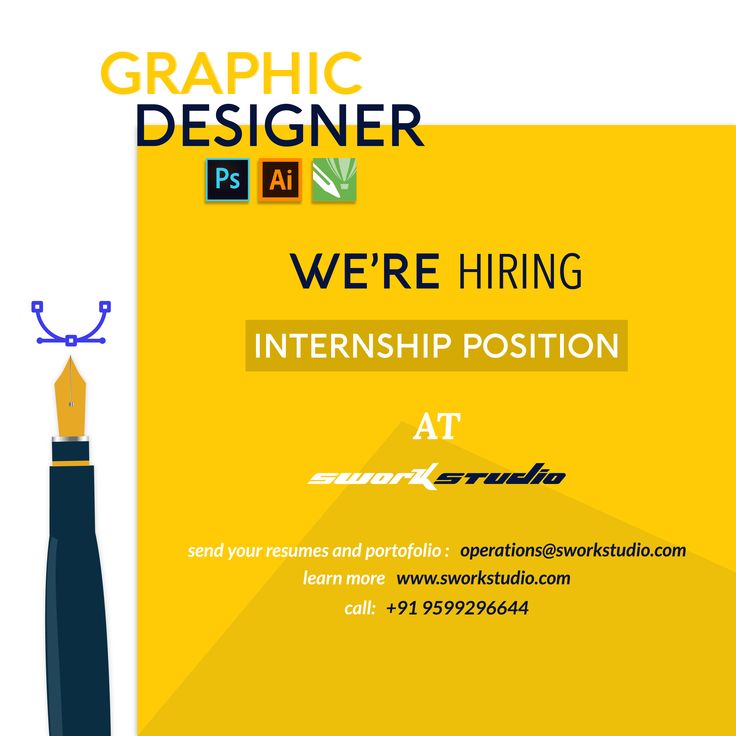 GRAPHIC
DESIGNER
Ps Ai
WE'RE HIRING
INTERNSHIP POSITION
AT
sworkstudio
send your resumes and portofolio : operations@sworkstudio.com
learn more www.sworkstudio.com
call: +91 9599296644